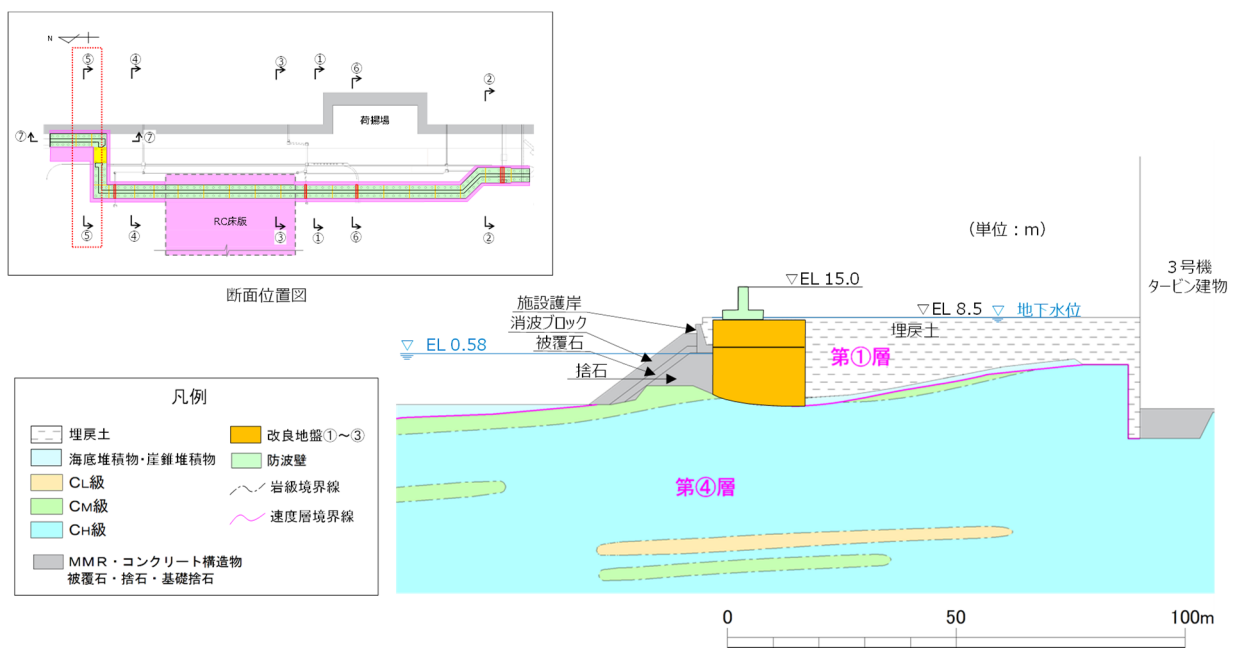 N
⑤
④
③
①
⑥
②
荷揚場
⑦
⑦
RC床版
⑤
④
③
①
⑥
②
断面位置図
(単位:m)
3号機
タービン建物
▽EL 15.0
施設護岸
▽EL 8.5 ▽ 地下水位
消波ブロック
埋戻土
▽ EL 0.58
被覆石
第①層
捨石
凡例
埋戻土
海底堆積物・崖錐堆積物
CL級
CM級
CH級
MMR・コンクリート構造物
被覆石・捨石・基礎捨石
改良地盤①~③
防波壁
岩級境界線
速度層境界線
第④層
0 50 100m